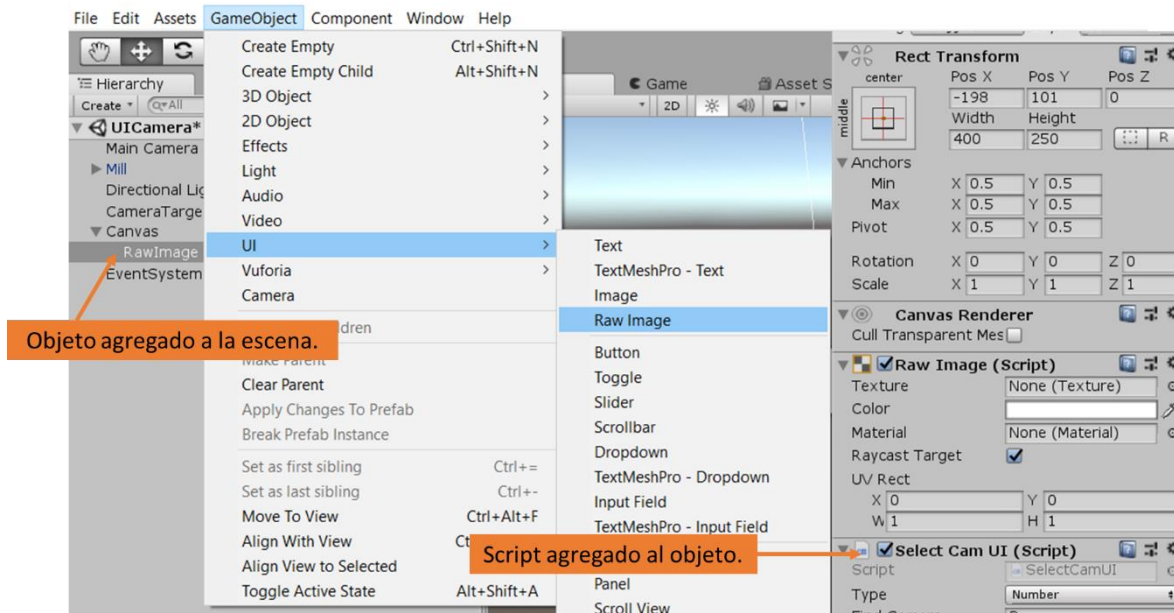 File Edit Assets GameObject Component Window Help
Hierarchy
Create All
UICamera*
Main Camera
Mill
Directional Lig
CameraTarge
Canvas
RawImage
EventSystem
Objeto agregado a la escena.
Create Empty Ctrl+Shift+N
Create Empty Child Alt+Shift+N
3D Object
2D Object
Effects
Light
Audio
Video
UI
Vuforia
Camera
dren
Make Parent
Clear Parent
Apply Changes To Prefab
Break Prefab Instance
Set as first sibling Ctrl+=
Set as last sibling Ctrl+-
Move To View Ctrl+Alt+F
Align With View Ct
Align View to Selected
Toggle Active State Alt+Shift+A
Game Asset S
2D
Text
TextMeshPro - Text
Image
Raw Image
Button
Toggle
Slider
Scrollbar
Dropdown
TextMeshPro - Dropdown
Input Field
TextMeshPro - Input Field
Script agregado al objeto.
Panel
Scroll View
Rect Transform
center Pos X Pos Y Pos Z
-198 101 0
middle Width Height
400 250 R
Anchors
Min X 0.5 Y 0.5
Max X 0.5 Y 0.5
Pivot X 0.5 Y 0.5
Rotation X 0 Y 0 Z 0
Scale X 1 Y 1 Z 1
Canvas Renderer
Cull Transparent Mes
Raw Image (Script)
Texture None (Texture)
Color
Material None (Material)
Raycast Target
UV Rect
X 0 Y 0
W 1 H 1
Select Cam UI (Script)
Script SelectCamUI
Type Number